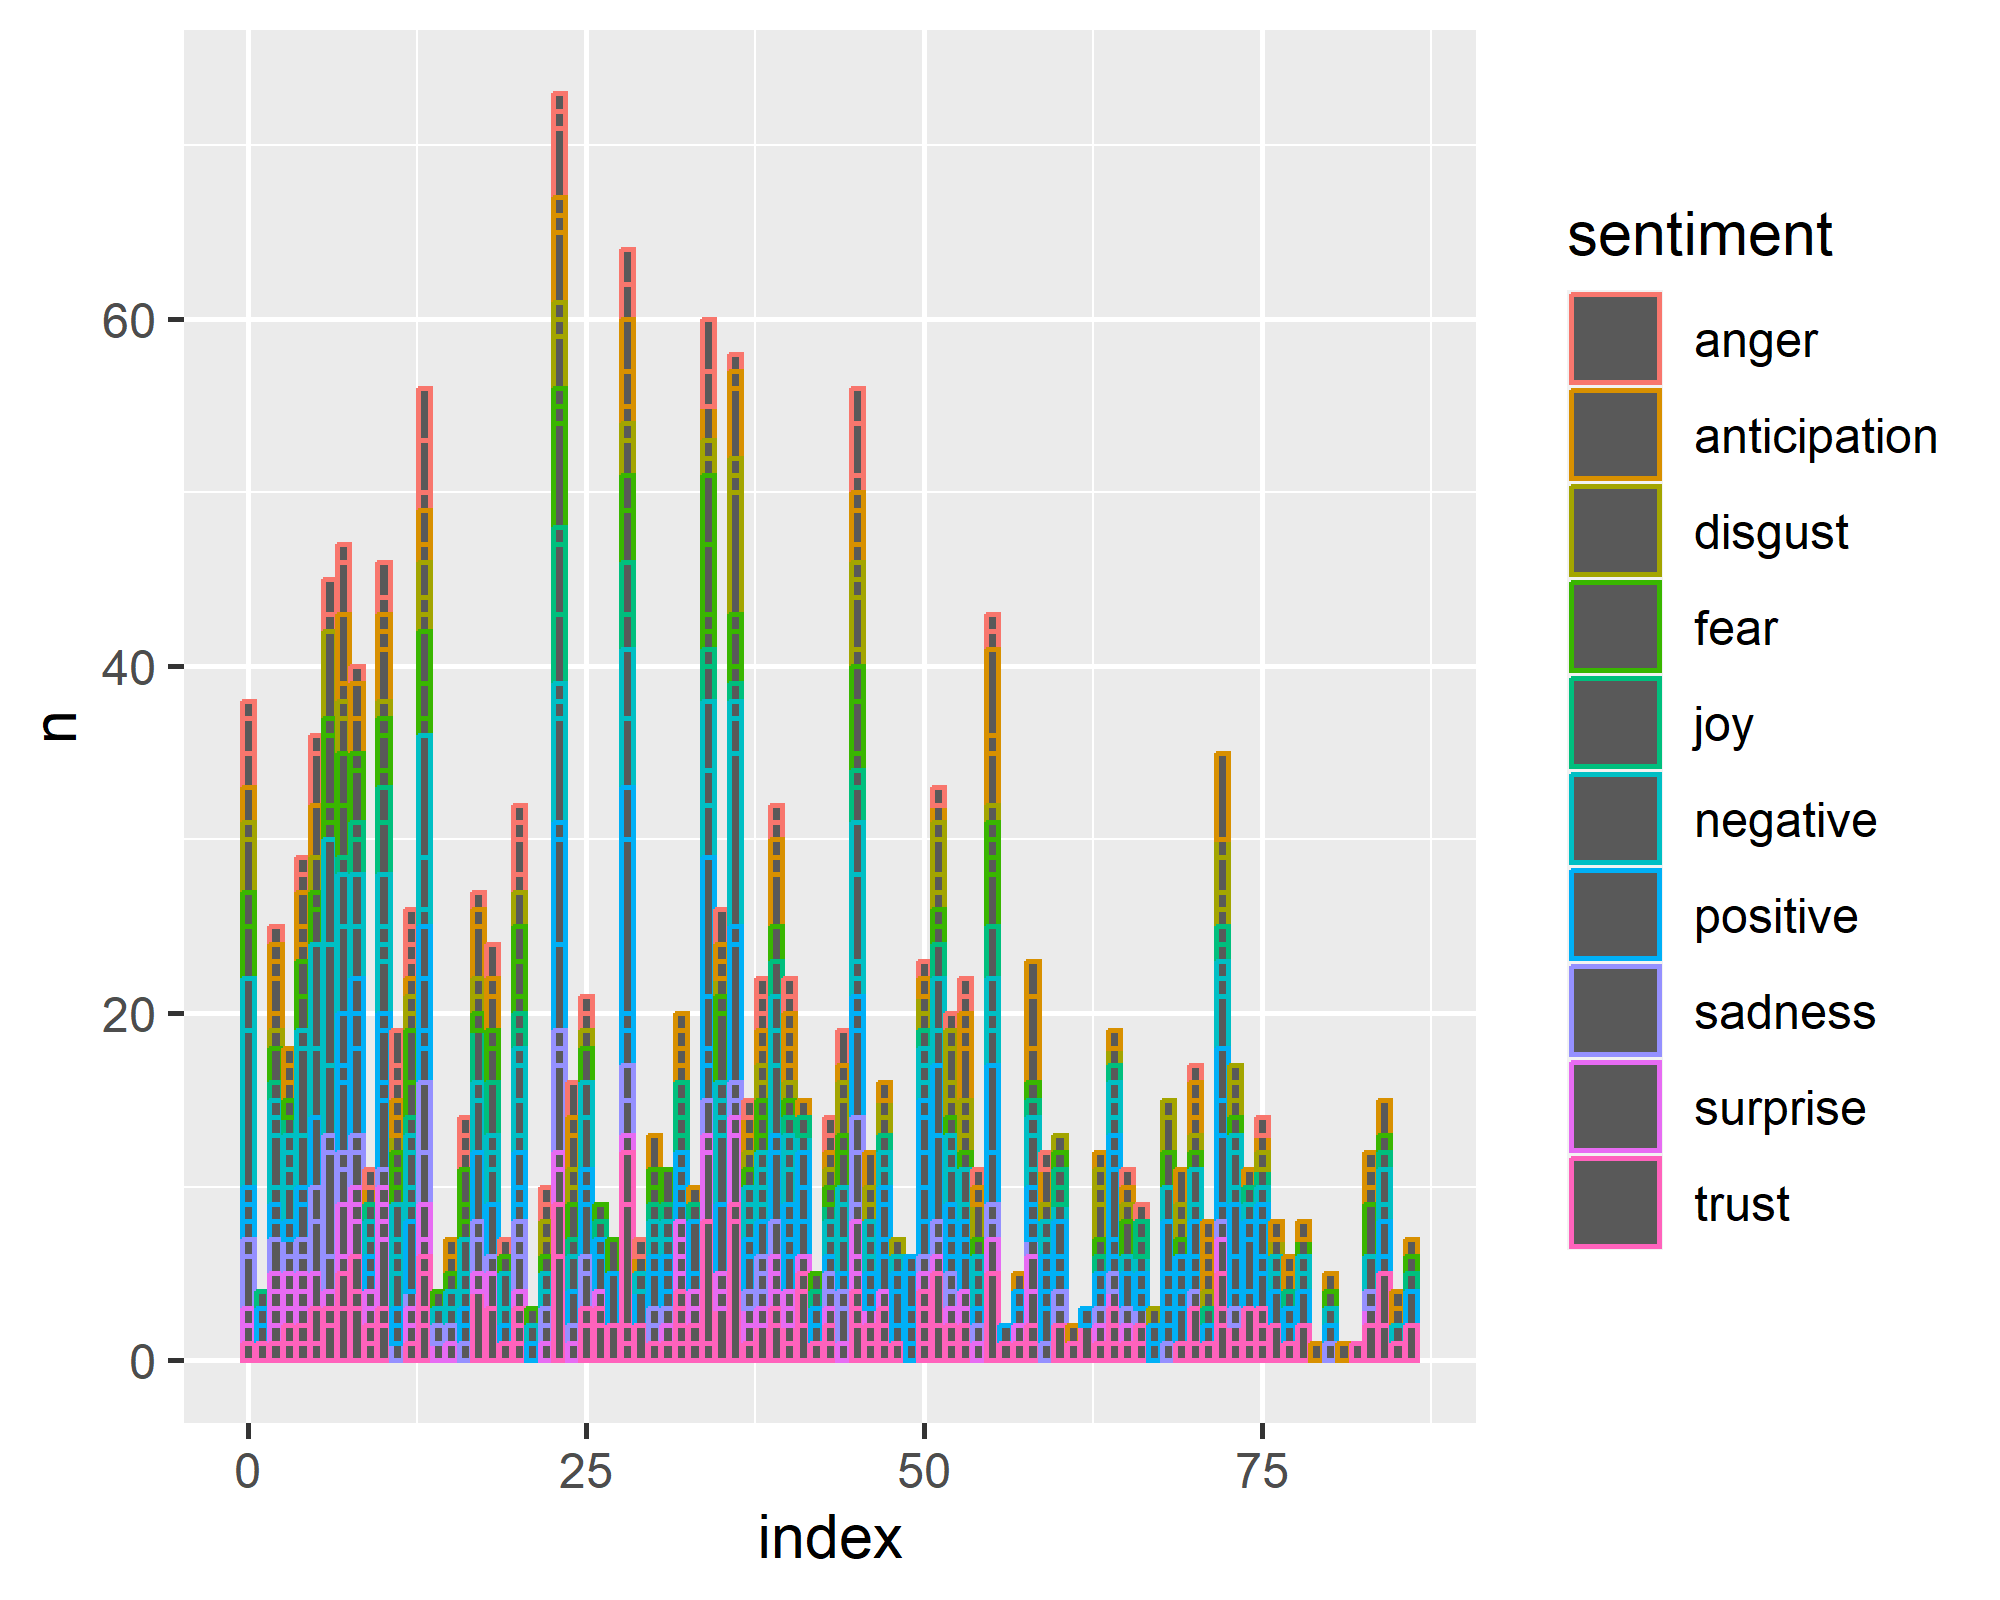 n
60
40
20
0
0 25 50 75
index
sentiment
anger
anticipation
disgust
fear
joy
negative
positive
sadness
surprise
trust